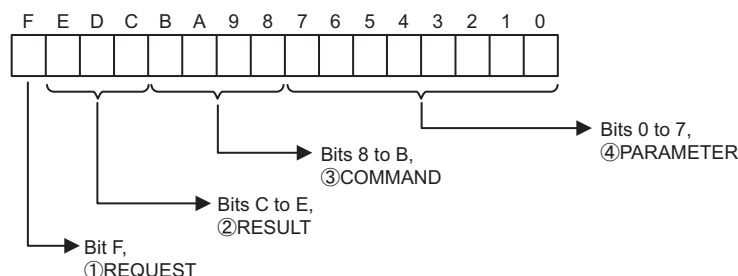 F E D C B A 9 8 7 6 5 4 3 2 1 0
Bits 0 to 7,
④PARAMETER
Bits 8 to B,
③COMMAND
Bits C to E,
②RESULT
Bit F,
①REQUEST